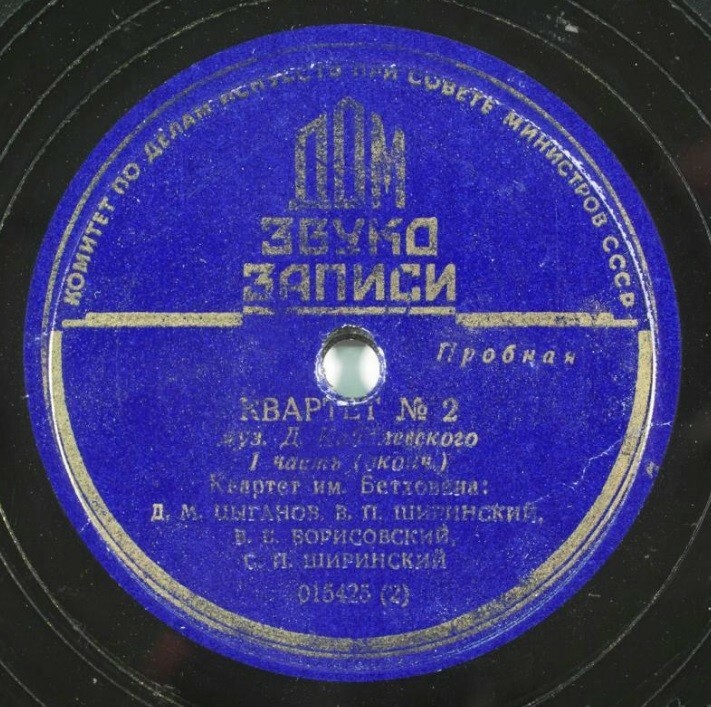 КОМИТЕТ ПО ДЕЛАМ ИСКУССТВ ПРИ СОВЕТЕ МИНИСТРОВ СССР
ДОМ
ЗВУКО
ЗАПИСИ
Пробная
КВАРТЕТ № 2
муз. Д. Кабалевского
I часть (оконч.)
Квартет им. Бетховена:
Д. М. ЦЫГАНОВ, В. П. ШИРИНСКИЙ,
В. В. БОРИСОВСКИЙ,
С. П. ШИРИНСКИЙ
015425 (2)